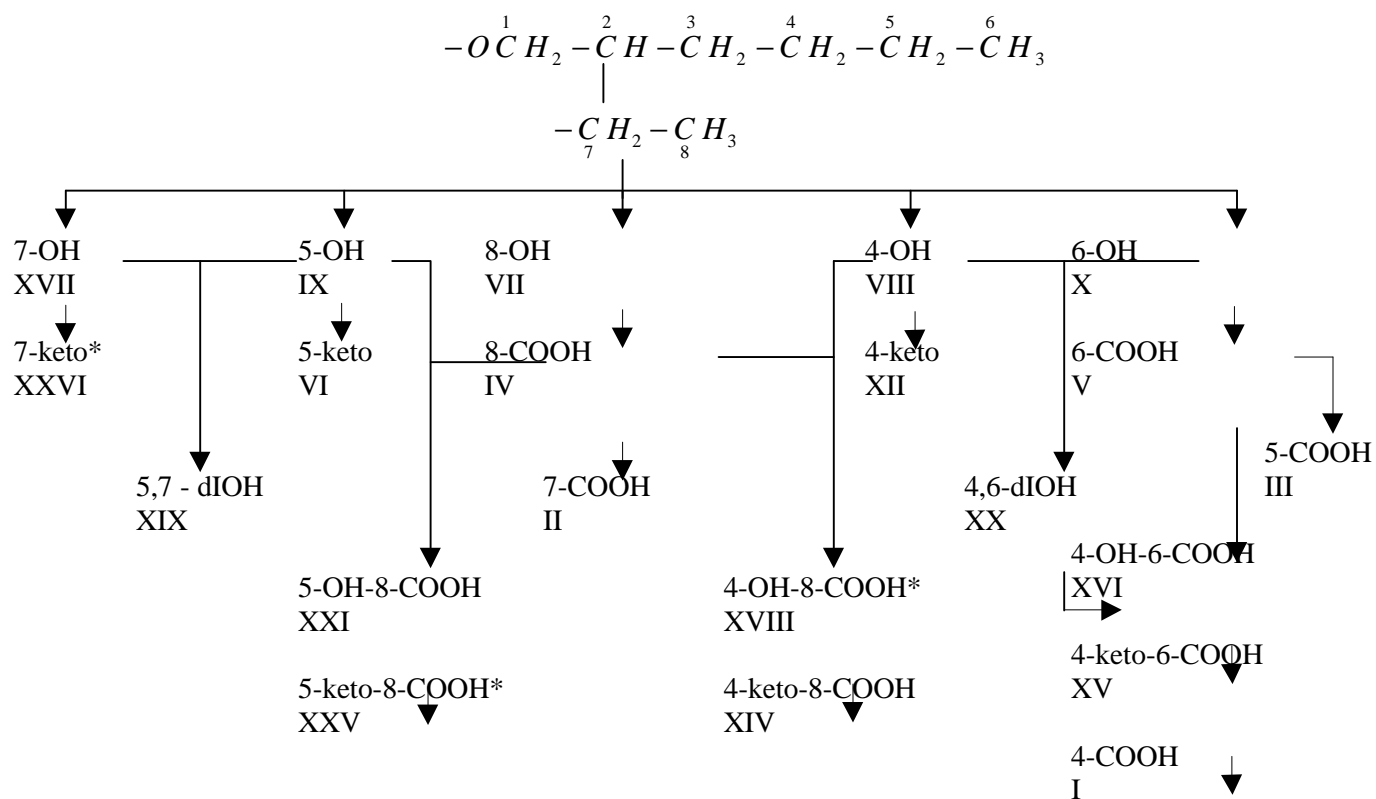 1 2 3 4 5 6
–OCH₂ –CH –CH₂ –CH₂ –CH₂ –CH₃
–CH₂ –CH₃
7 8
7-OH 5-OH 8-OH 4-OH 6-OH
XVII IX VII VIII X
7-keto* 5-keto 8-COOH 4-keto 6-COOH
XXVI VI IV XII V
5-COOH
III
5,7 - dIOH 7-COOH 4,6-dIOH
XIX II XX
4-OH-6-COOH
XVI
5-OH-8-COOH 4-OH-8-COOH*
XXI XVIII
4-keto-6-COOH
XV
5-keto-8-COOH* 4-keto-8-COOH
XXV XIV
4-COOH
I